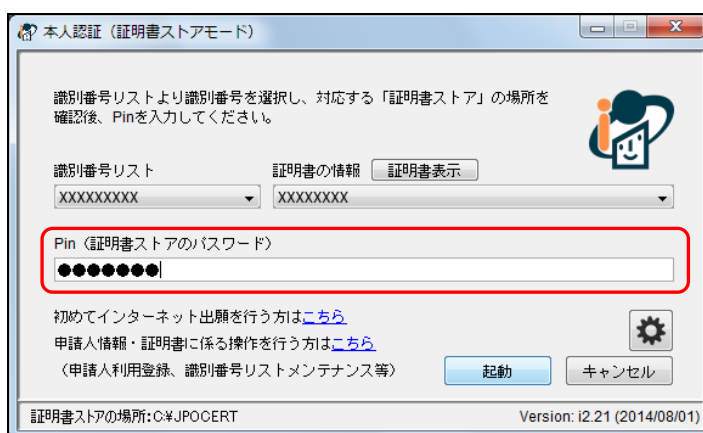 本人認証（証明書ストアモード）
識別番号リストより識別番号を選択し、対応する「証明書ストア」の場所を
確認後、Pinを入力してください。
識別番号リスト 証明書の情報 証明書表示
XXXXXXXXX XXXXXXXX
Pin（証明書ストアのパスワード）
●●●●●●●
初めてインターネット出願を行う方はこちら
申請人情報・証明書に係る操作を行う方はこちら
（申請人利用登録、識別番号リストメンテナンス等） 起動 キャンセル
証明書ストアの場所:C:¥JPOCERT Version: i2.21 (2014/08/01)